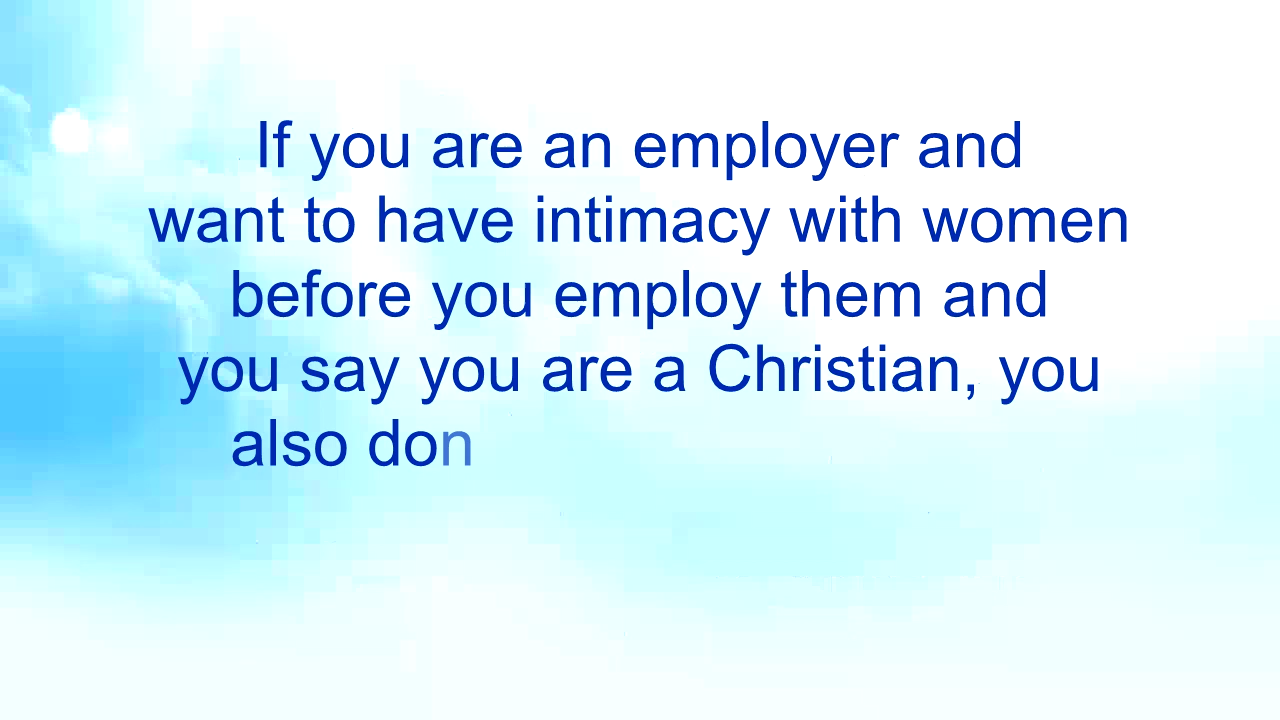 If you are an employer and
want to have intimacy with women
before you employ them and
you say you are a Christian, you
also don